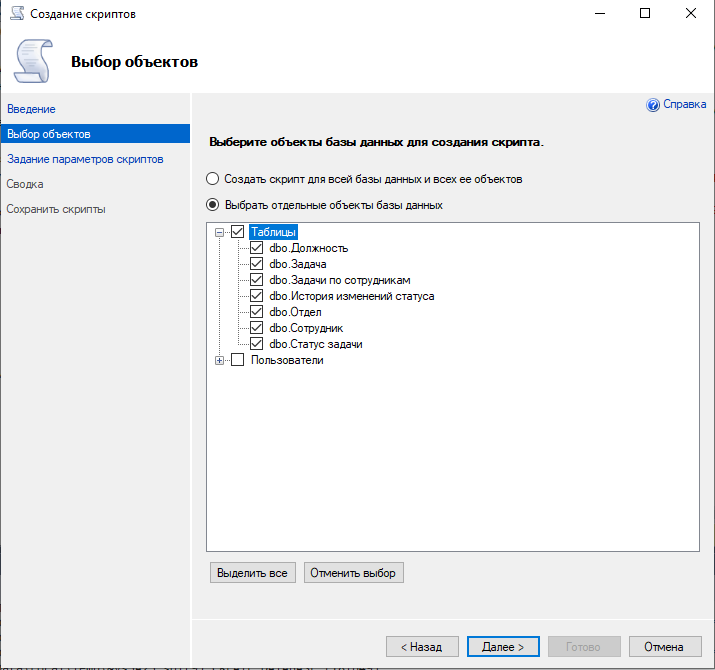 Создание скриптов
Выбор объектов
Введение
Выбор объектов
Задание параметров скриптов
Сводка
Сохранить скрипты
Справка
Выберите объекты базы данных для создания скрипта.
Создать скрипт для всей базы данных и всех ее объектов
Выбрать отдельные объекты базы данных
Таблицы
dbo.Должность
dbo.Задача
dbo.Задачи по сотрудникам
dbo.История изменений статуса
dbo.Отдел
dbo.Сотрудник
dbo.Статус задачи
Пользователи
Выделить все
Отменить выбор
< Назад
Далее >
Готово
Отмена